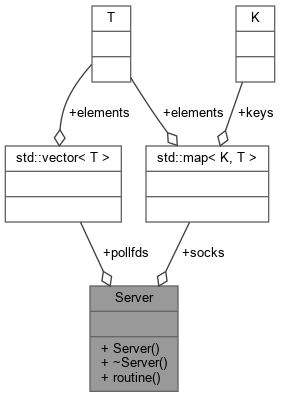 T
K
+elements
+elements
+keys
std::vector< T >
std::map< K, T >
+pollfds
+socks
Server
+ Server()
+ ~Server()
+ routine()